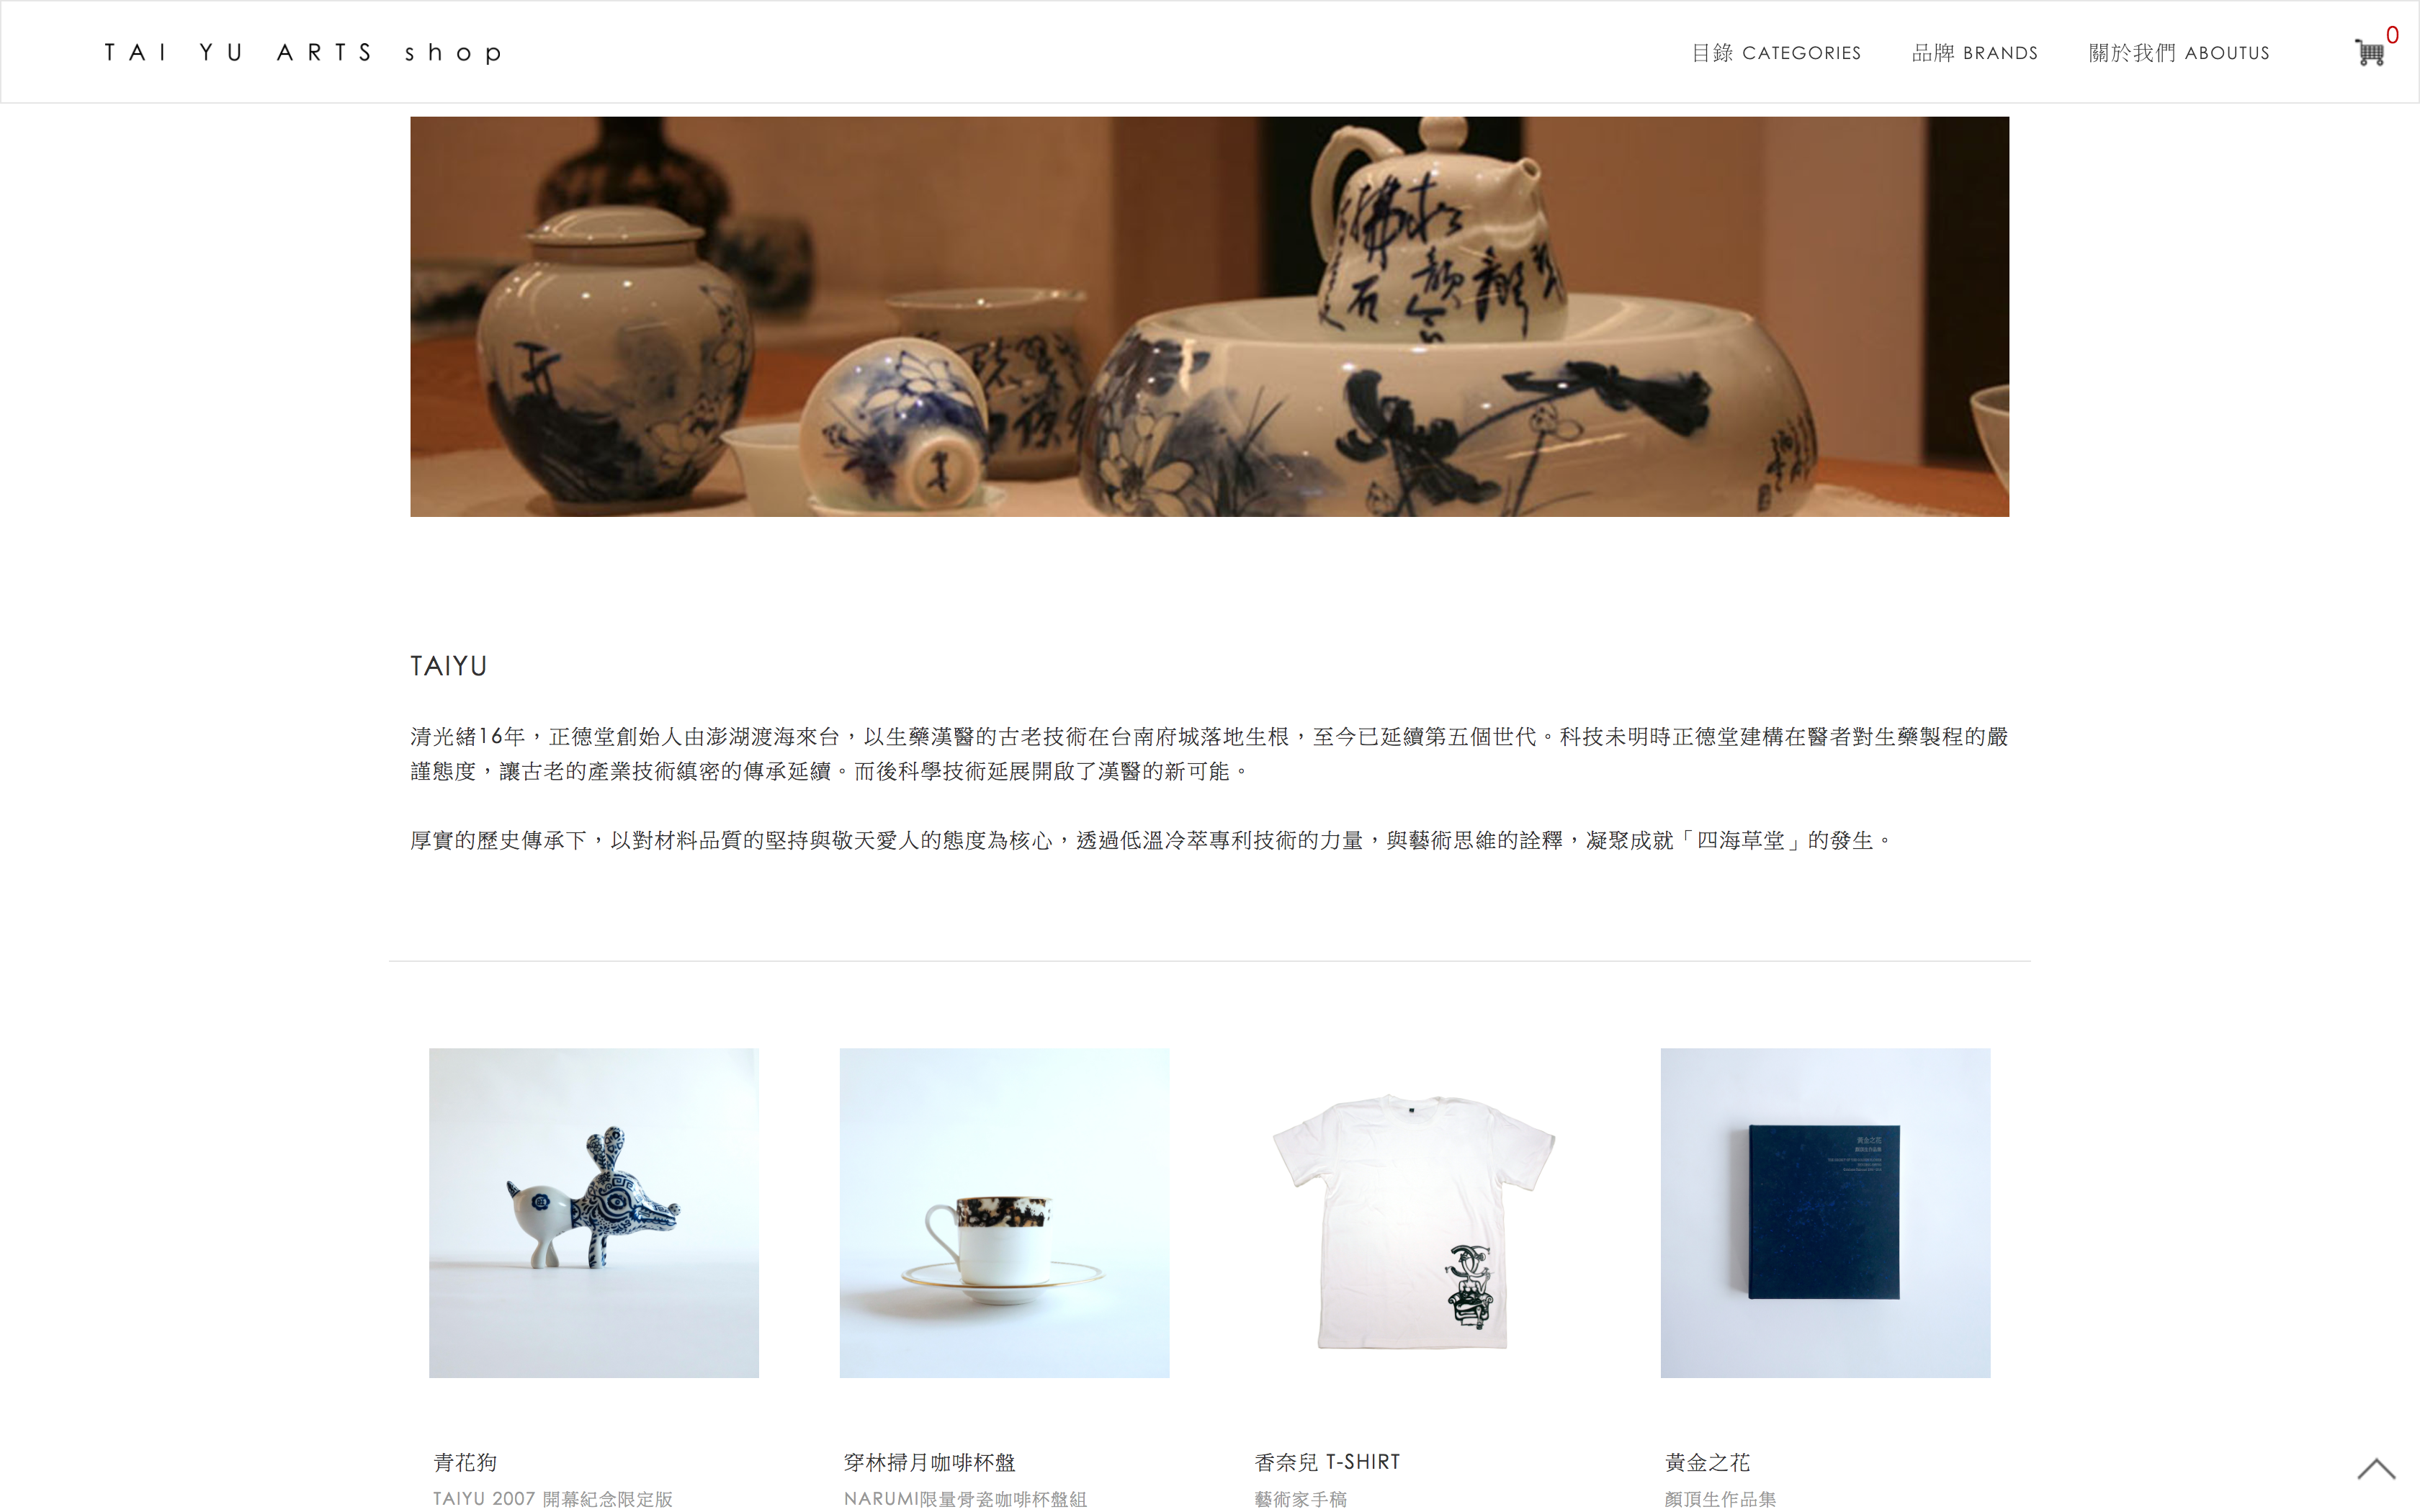 TAI YU ARTS shop
目錄 CATEGORIES
品牌 BRANDS
關於我們 ABOUTUS
0
TAIYU
清光緒16年，正德堂創始人由澎湖渡海來台，以生藥漢醫的古老技術在台南府城落地生根，至今已延續第五個世代。科技未明時正德堂建構在醫者對生藥製程的嚴
謹態度，讓古老的產業技術縝密的傳承延續。而後科學技術延展開啟了漢醫的新可能。
厚實的歷史傳承下，以對材料品質的堅持與敬天愛人的態度為核心，透過低溫冷萃專利技術的力量，與藝術思維的詮釋，凝聚成就「四海草堂」的發生。
黃金之花
顏頂生作品集
青花狗
TAIYU 2007 開幕紀念限定版
穿林掃月咖啡杯盤
NARUMI限量骨瓷咖啡杯盤組
香奈兒 T-SHIRT
藝術家手稿
黃金之花
顏頂生作品集